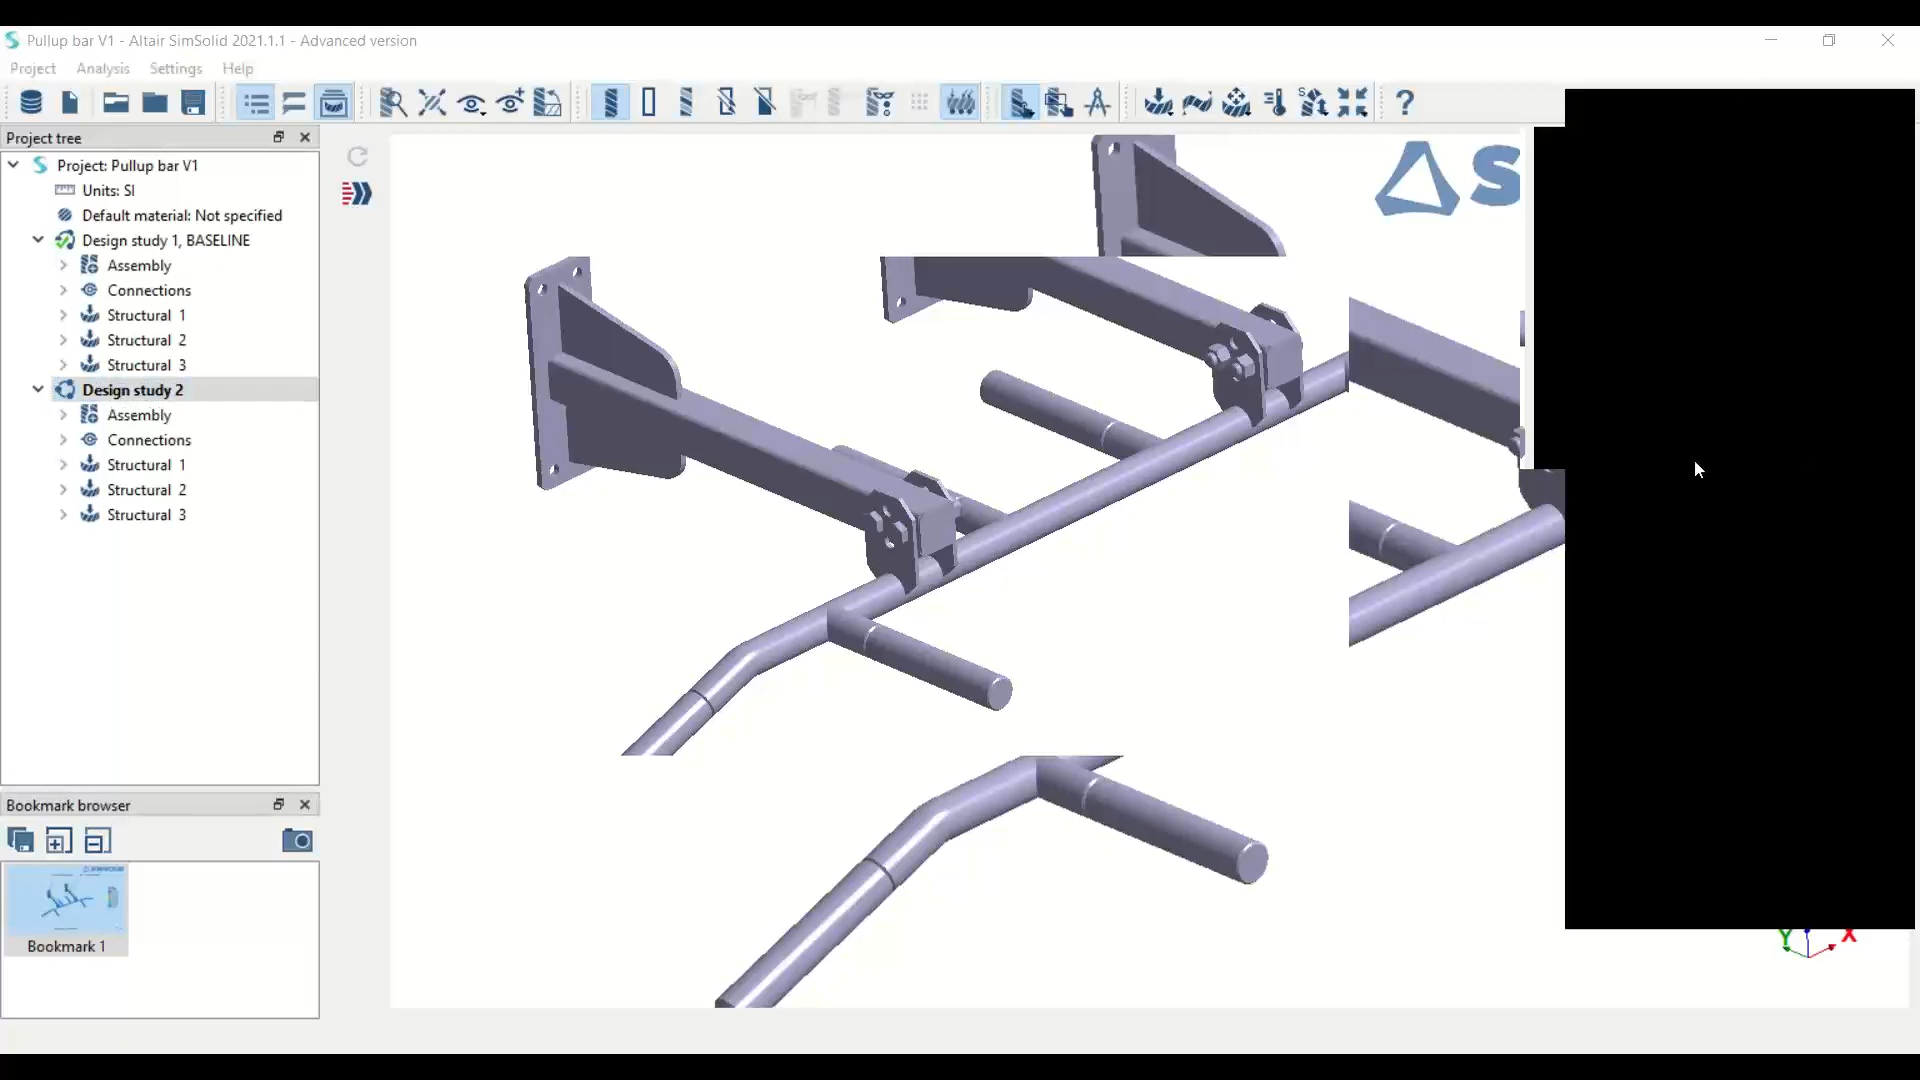 Pullup bar V1 - Altair SimSolid 2021.1.1 - Advanced version
Project Analysis Settings Help
Project tree
Project: Pullup bar V1
Units: SI
Default material: Not specified
Design study 1, BASELINE
Assembly
Connections
Structural 1
Structural 2
Structural 3
Design study 2
Assembly
Connections
Structural 1
Structural 2
Structural 3
Bookmark browser
Bookmark 1
S
Y X